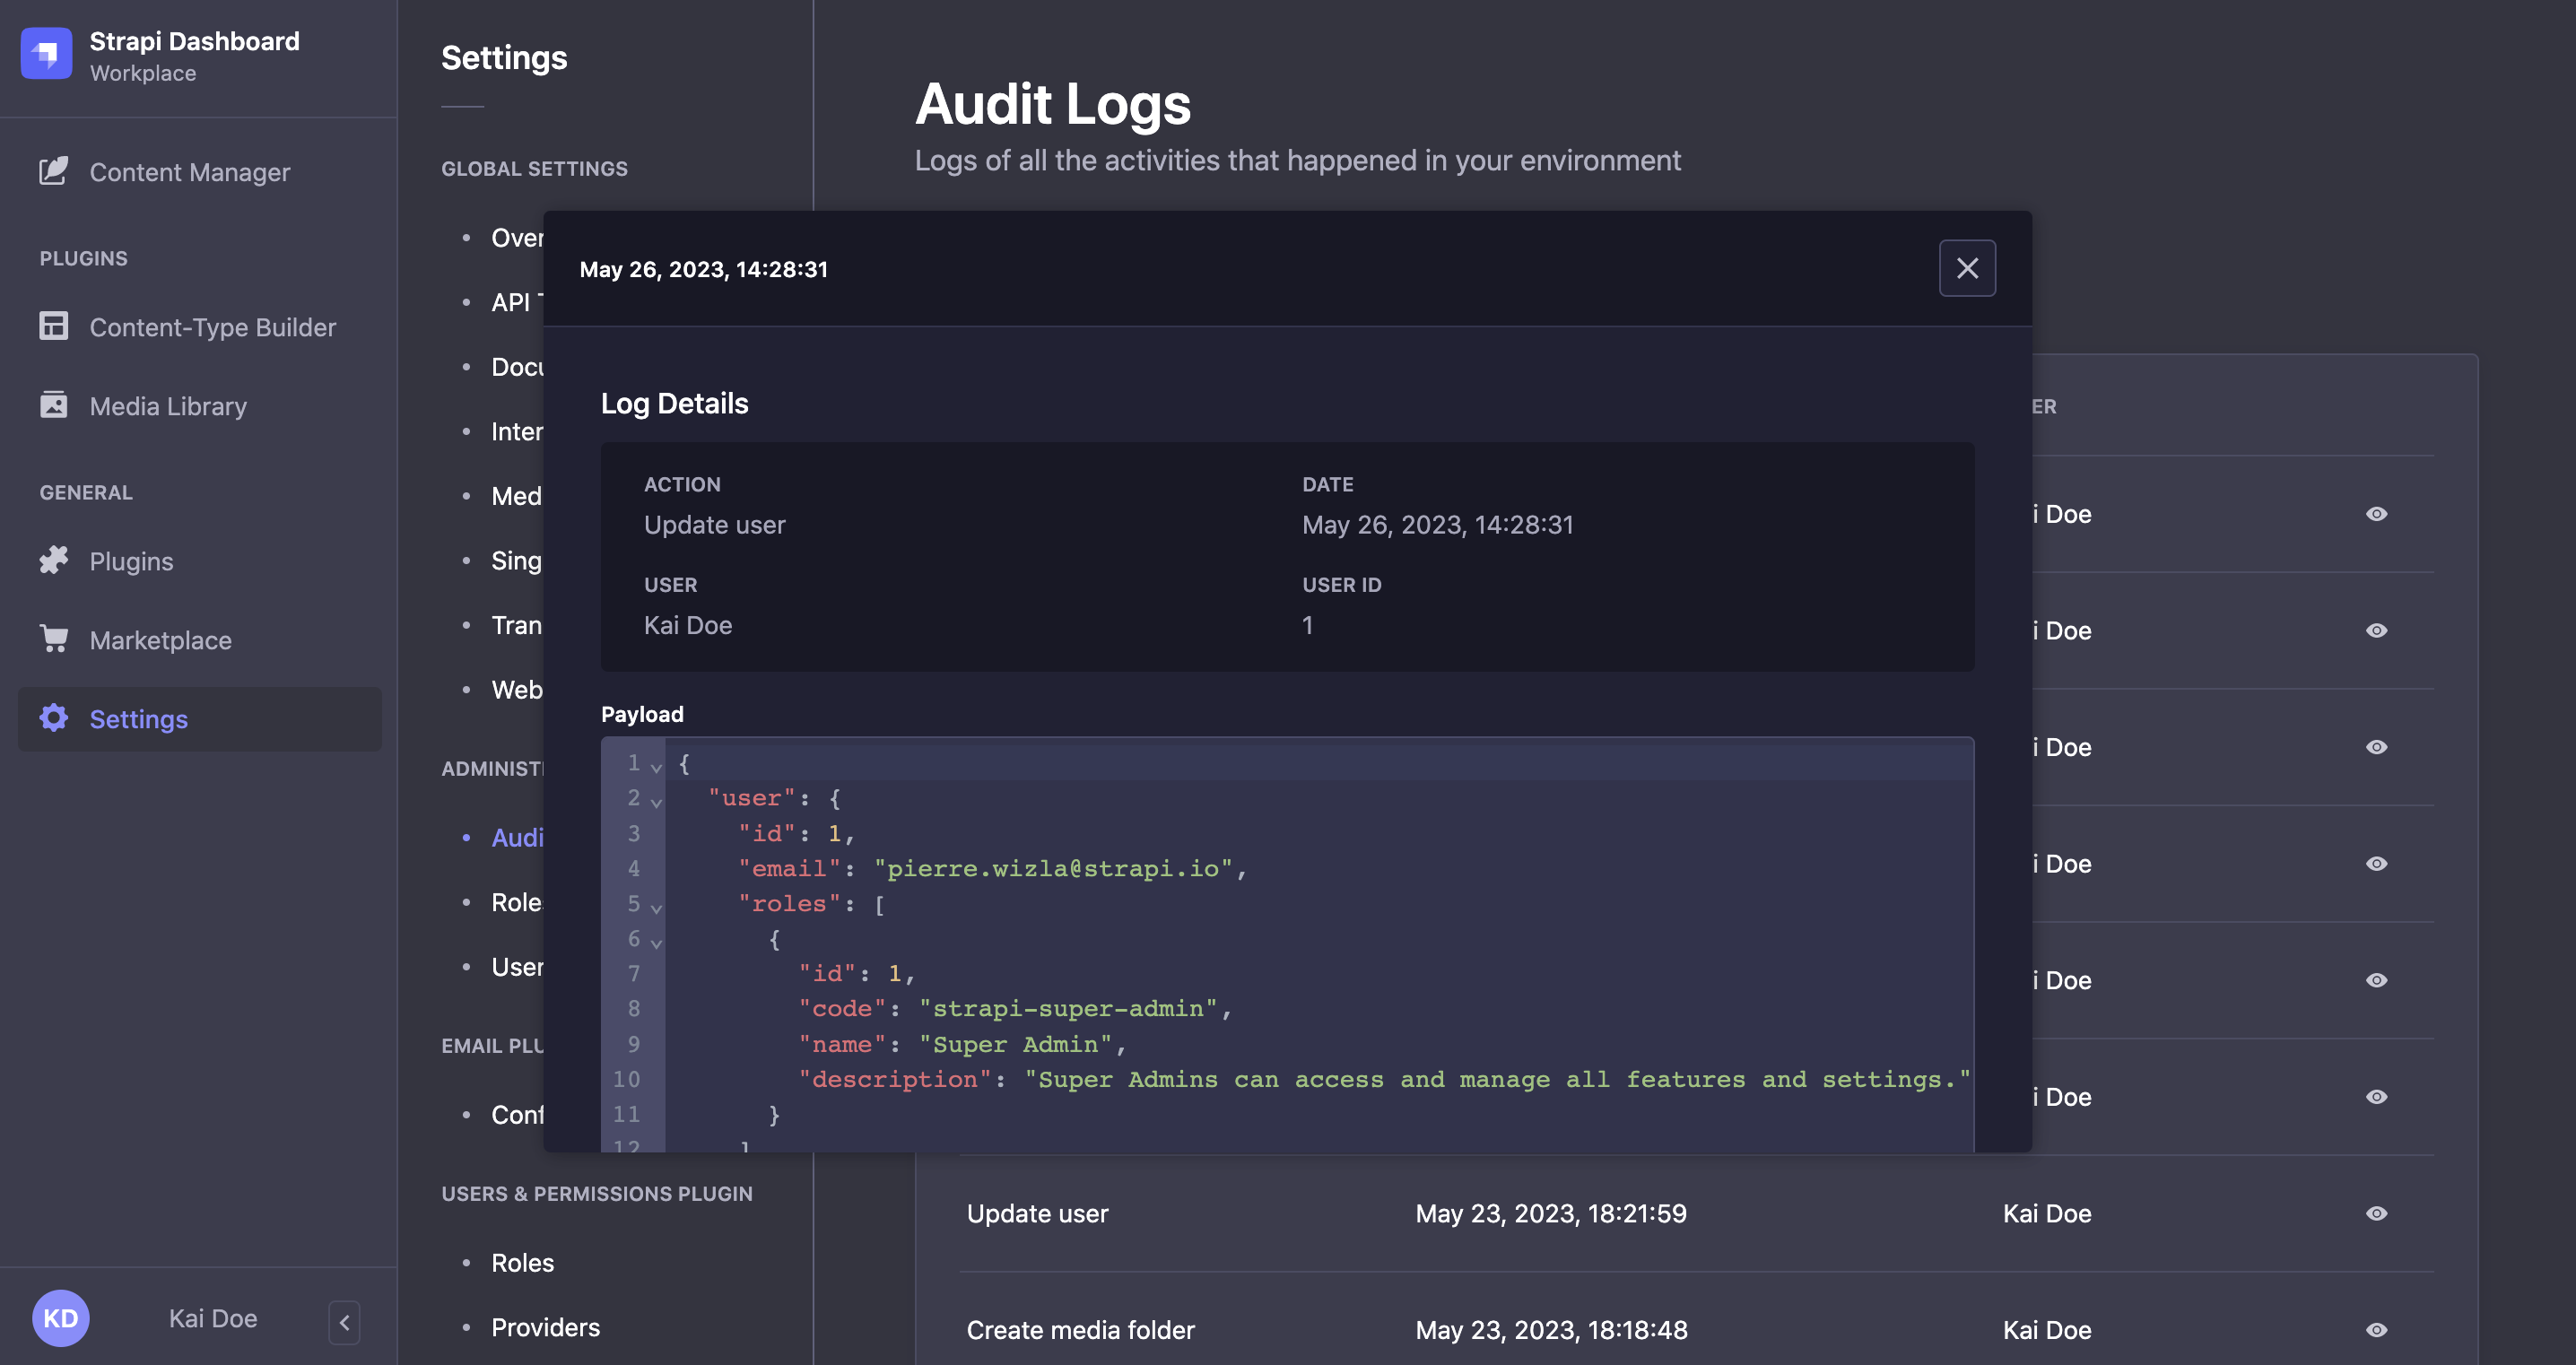 Strapi Dashboard
Workplace
Content Manager
PLUGINS
Content-Type Builder
Media Library
GENERAL
Plugins
Marketplace
Settings
KD
Kai Doe
Settings
GLOBAL SETTINGS
Over
API
Docu
Inter
Med
Sing
Tran
Web
ADMINIST
Audi
Role
User
EMAIL PLU
Conf
USERS & PERMISSIONS PLUGIN
Roles
Providers
Audit Logs
Logs of all the activities that happened in your environment
May 26, 2023, 14:28:31
Log Details
ACTION
Update user
DATE
May 26, 2023, 14:28:31
USER
Kai Doe
USER ID
1
Payload
1 {
2 "user": {
3 "id": 1,
4 "email": "pierre.wizla@strapi.io",
5 "roles": [
6 {
7 "id": 1,
8 "code": "strapi-super-admin",
9 "name": "Super Admin",
10 "description": "Super Admins can access and manage all features and settings."
11 }
12 ]
ER
i Doe
i Doe
i Doe
i Doe
i Doe
i Doe
Update user May 23, 2023, 18:21:59 Kai Doe
Create media folder May 23, 2023, 18:18:48 Kai Doe